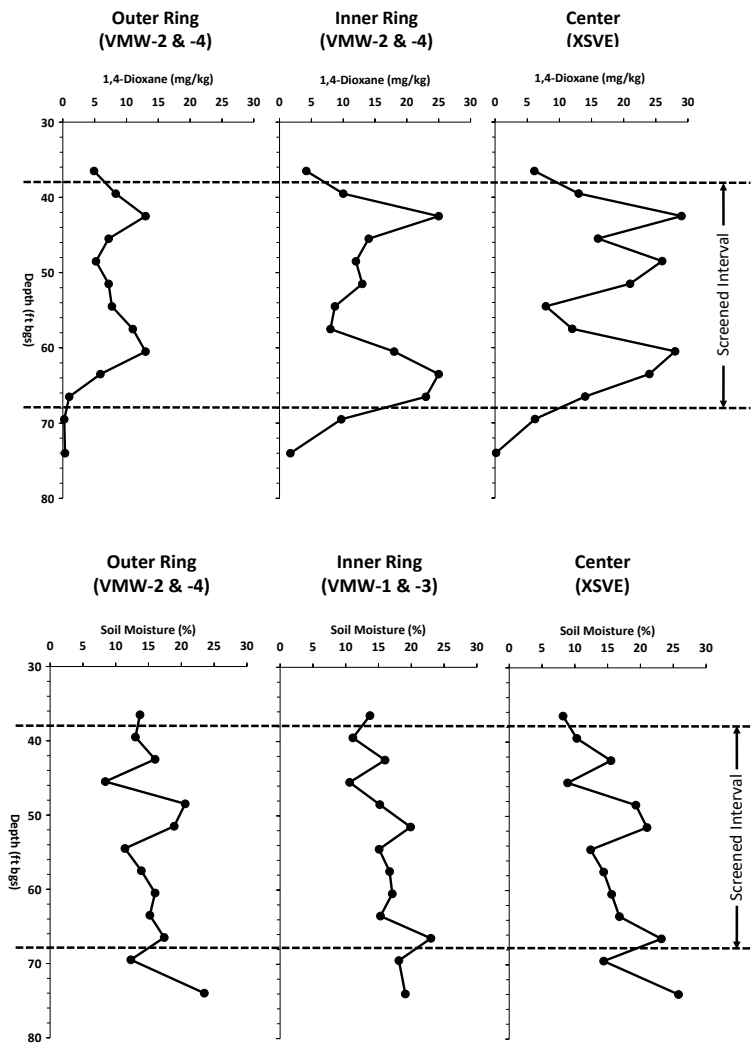 Outer Ring
(VMW-2 & -4)
Inner Ring
(VMW-2 & -4)
Center
(XSVE)
1,4-Dioxane (mg/kg)
1,4-Dioxane (mg/kg)
1,4-Dioxane (mg/kg)
0 5 10 15 20 25 30
0 5 10 15 20 25 30
0 5 10 15 20 25 30
30
40
50
60
70
80
Depth (ft bgs)
Screened Interval
Outer Ring
(VMW-2 & -4)
Inner Ring
(VMW-1 & -3)
Center
(XSVE)
Soil Moisture (%)
Soil Moisture (%)
Soil Moisture (%)
0 5 10 15 20 25 30
0 5 10 15 20 25 30
0 5 10 15 20 25 30
30
40
50
60
70
80
Depth (ft bgs)
Screened Interval